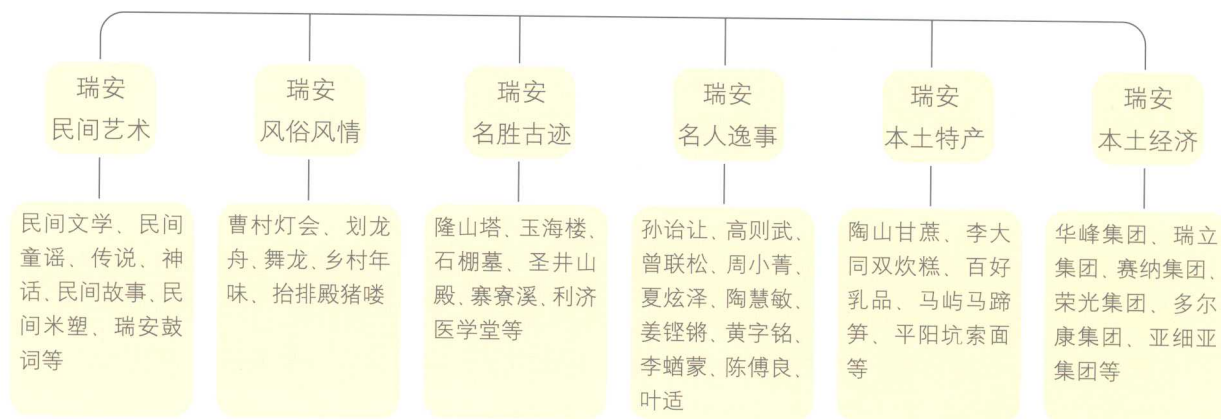 瑞安
民间艺术
民间文学、民间
童谣、传说、神
话、民间故事、民
间米塑、瑞安鼓
词等
瑞安
风俗风情
曹村灯会、划龙
舟、舞龙、乡村年
味、抬排殿猪喽
瑞安
名胜古迹
隆山塔、玉海楼、
石棚墓、圣井山
殿、寨寮溪、利济
医学堂等
瑞安
名人逸事
孙诒让、高则武、
曾联松、周小菁、
夏炫泽、陶慧敏、
姜铿锵、黄字铭、
李蝤蒙、陈傅良、
叶适
瑞安
本土特产
陶山甘蔗、李大
同双炊糕、百好
乳品、马屿马蹄
笋、平阳坑索面
等
瑞安
本土经济
华峰集团、瑞立
集团、赛纳集团、
荣光集团、多尔
康集团、亚细亚
集团等